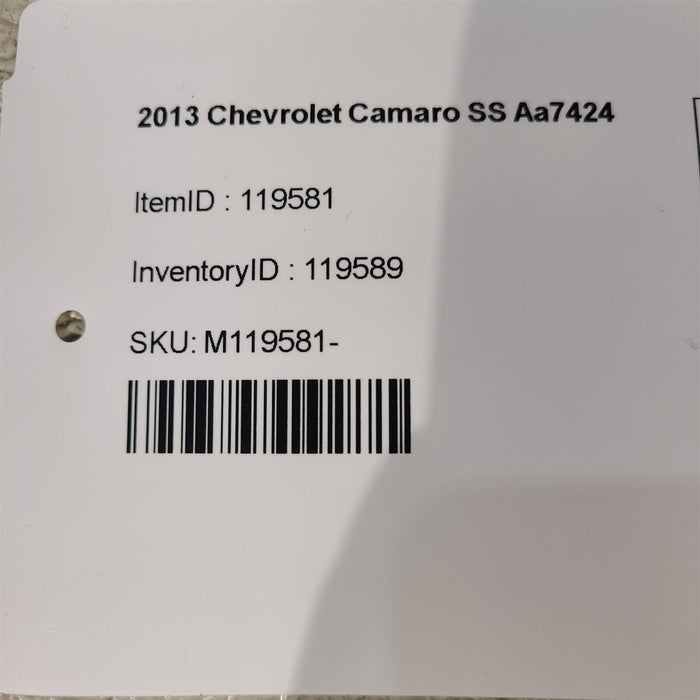 2013 Chevrolet Camaro SS Aa7424
ItemID : 119581
InventoryID : 119589
SKU: M119581-